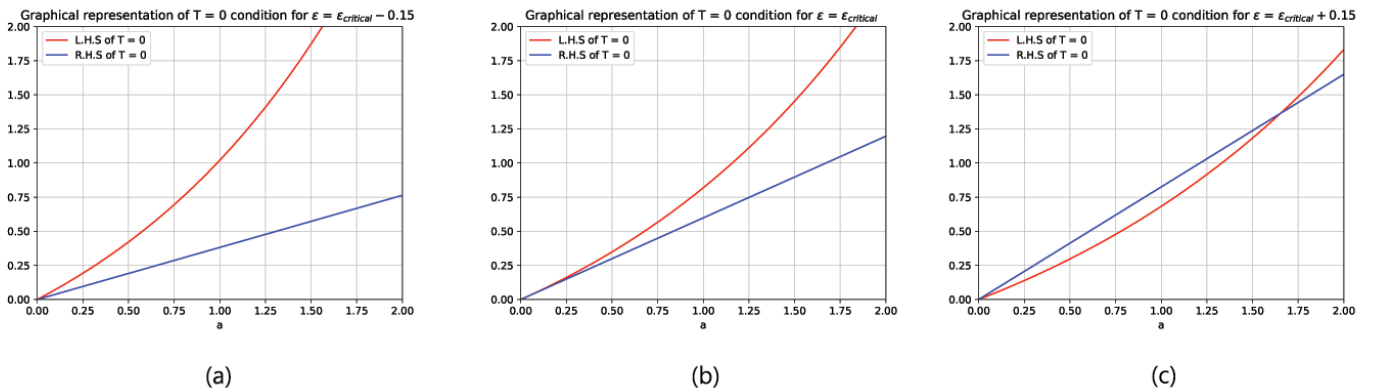 Graphical representation of T = 0 condition for ε = ε_critical − 0.15
2.00
L.H.S of T = 0
R.H.S of T = 0
1.75
1.50
1.25
1.00
0.75
0.50
0.25
0.00
0.00 0.25 0.50 0.75 1.00 1.25 1.50 1.75 2.00
a
(a)
Graphical representation of T = 0 condition for ε = ε_critical
2.00
L.H.S of T = 0
R.H.S of T = 0
1.75
1.50
1.25
1.00
0.75
0.50
0.25
0.00
0.00 0.25 0.50 0.75 1.00 1.25 1.50 1.75 2.00
a
(b)
Graphical representation of T = 0 condition for ε = ε_critical + 0.15
2.00
L.H.S of T = 0
R.H.S of T = 0
1.75
1.50
1.25
1.00
0.75
0.50
0.25
0.00
0.00 0.25 0.50 0.75 1.00 1.25 1.50 1.75 2.00
a
(c)